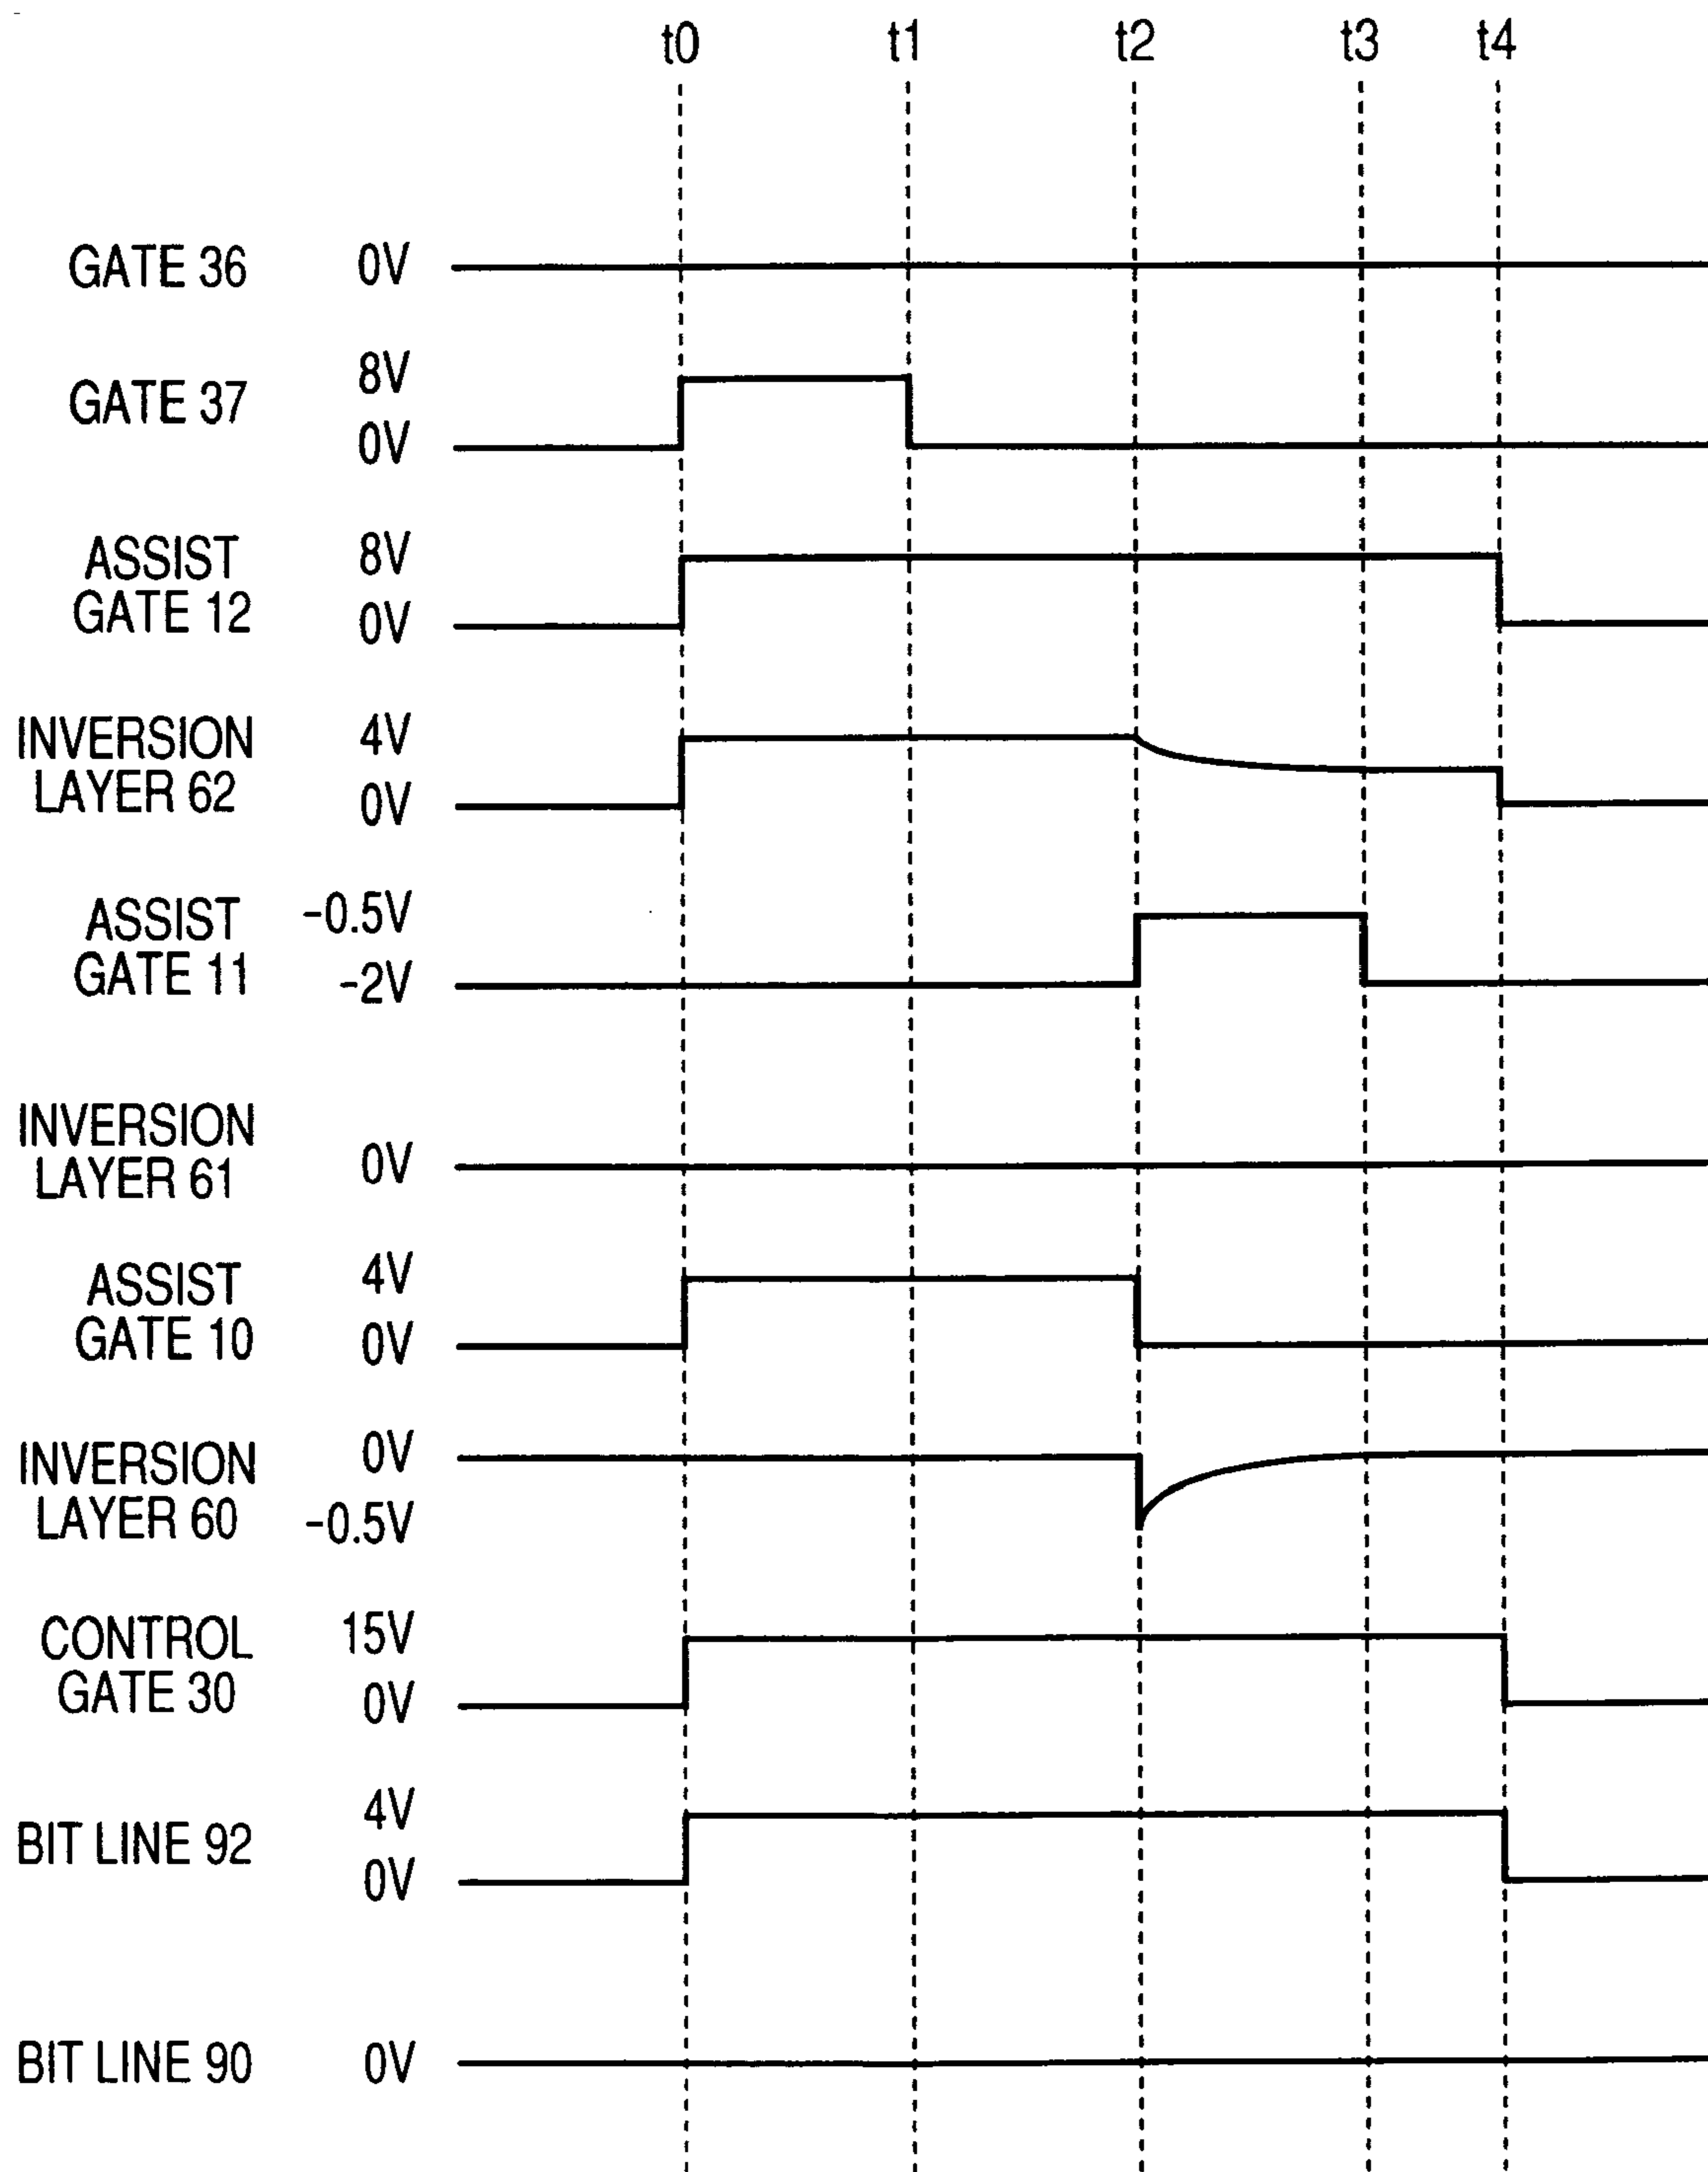 t0 t1 t2 t3 t4
GATE 36 0V
8V
GATE 37
0V
ASSIST 8V
GATE 12 0V
INVERSION 4V
LAYER 62 0V
ASSIST -0.5V
GATE 11 -2V
INVERSION
LAYER 61 0V
ASSIST 4V
GATE 10 0V
INVERSION 0V
LAYER 60 -0.5V
CONTROL 15V
GATE 30 0V
4V
BIT LINE 92
0V
BIT LINE 90 0V